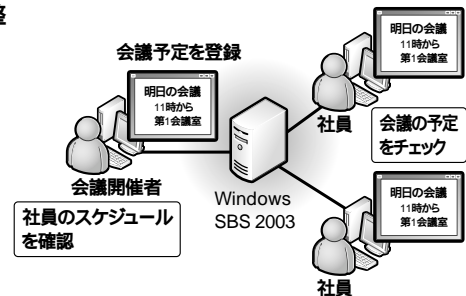 整
会議予定を登録
明日の会議
11時から
第1会議室
会議開催者
社員のスケジュール
を確認
Windows
SBS 2003
明日の会議
11時から
第1会議室
社員
会議の予定
をチェック
明日の会議
11時から
第1会議室
社員